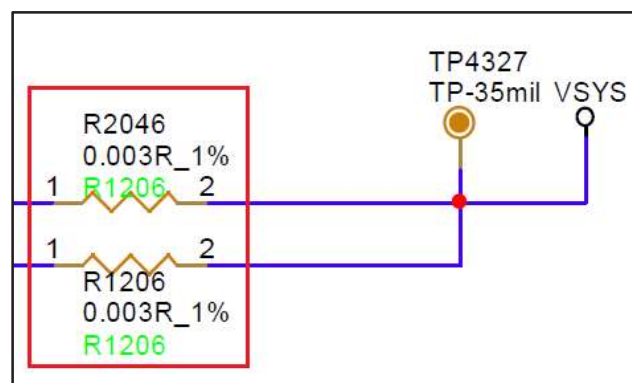 TP4327
TP-35mil VSYS
R2046
0.003R_1%
1 R1206 2
1 2
R1206
0.003R_1%
R1206